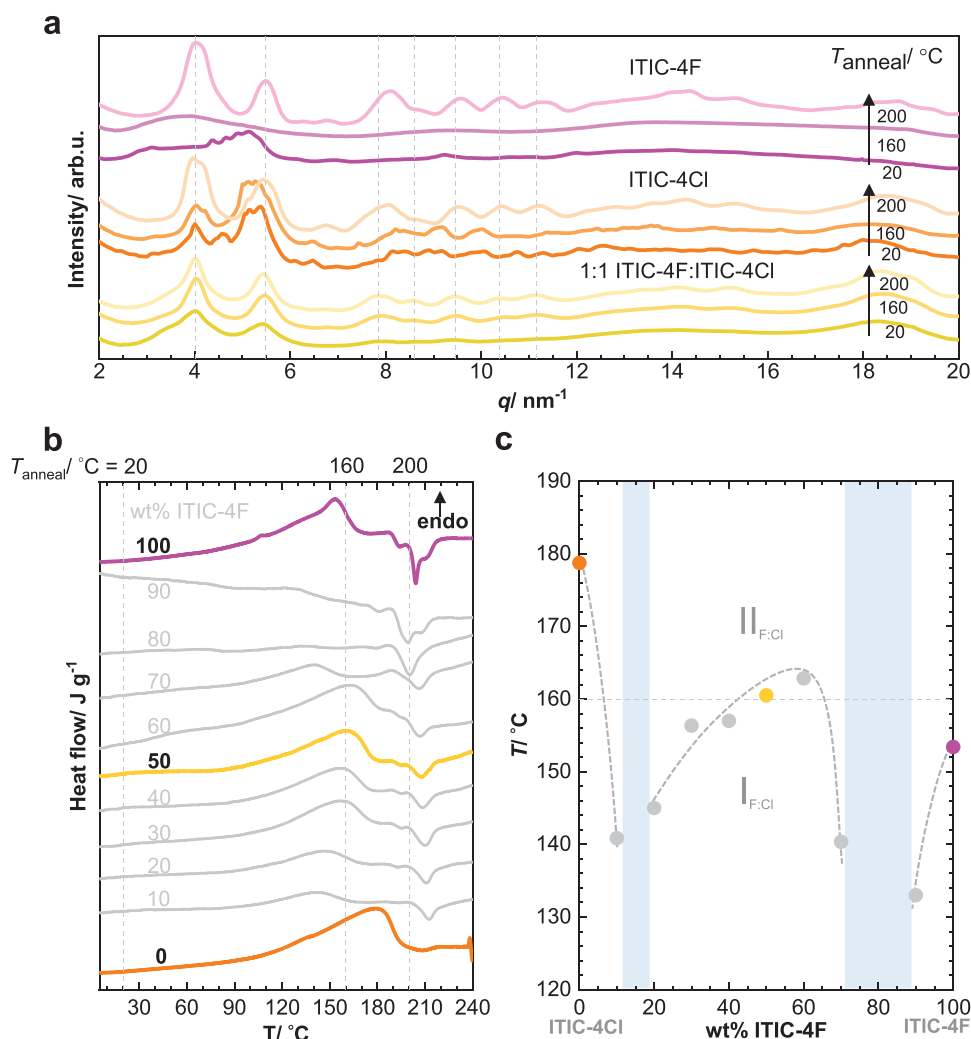 a
ITIC-4F
Tanneal/ °C
200
160
20
ITIC-4Cl
200
160
20
1:1 ITIC-4F:ITIC-4Cl
200
160
20
Intensity/ arb.u.
2 4 6 8 10 12 14 16 18 20
q/ nm⁻¹
b
Tanneal/ °C = 20 160 200
wt% ITIC-4F
endo
100
90
80
70
60
50
40
30
20
10
0
Heat flow/ J g⁻¹
30 60 90 120 150 180 210 240
T/ °C
c
190
180
170
160
150
140
130
120
T/ °C
II F:Cl
I F:Cl
0 20 40 60 80 100
ITIC-4Cl wt% ITIC-4F ITIC-4F